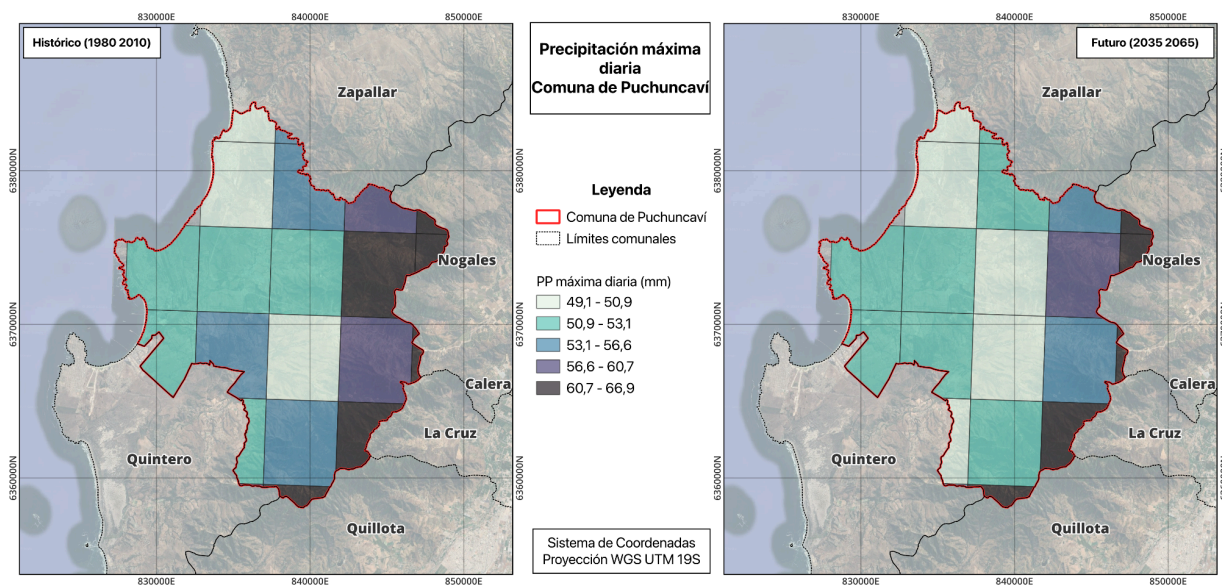 830000E
840000E
850000E
Histórico (1980 2010)
Zapallar
Nogales
Calera
La Cruz
Quintero
Quillota
6380000N
6370000N
6360000N
830000E
840000E
850000E
Precipitación máxima
diaria
Comuna de Puchuncaví
Leyenda
Comuna de Puchuncaví
Límites comunales
PP máxima diaria (mm)
49,1 - 50,9
50,9 - 53,1
53,1 - 56,6
56,6 - 60,7
60,7 - 66,9
Sistema de Coordenadas
Proyección WGS UTM 19S
830000E
840000E
850000E
Futuro (2035 2065)
Zapallar
Nogales
Calera
La Cruz
Quintero
Quillota
6380000N
6370000N
6360000N
6380000N
6370000N
6360000N
830000E
840000E
850000E